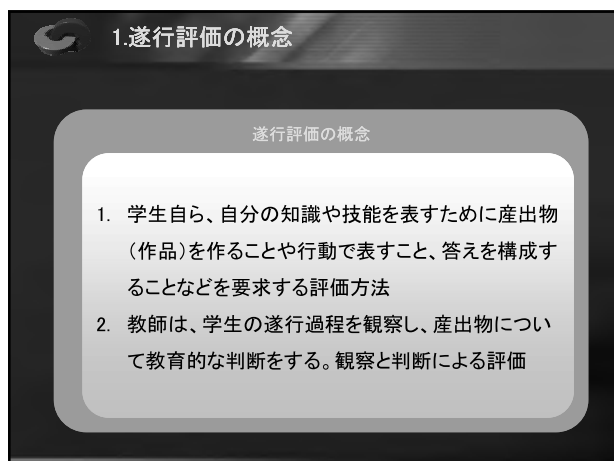 1.遂行評価の概念
遂行評価の概念
1. 学生自ら、自分の知識や技能を表すために産出物
(作品)を作ることや行動で表すこと、答えを構成す
ることなどを要求する評価方法
2. 教師は、学生の遂行過程を観察し、産出物につい
て教育的な判断をする。観察と判断による評価